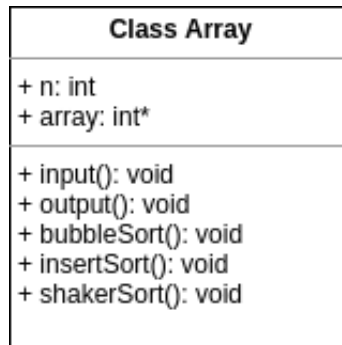 Class Array
+ n: int
+ array: int*
+ input(): void
+ output(): void
+ bubbleSort(): void
+ insertSort(): void
+ shakerSort(): void